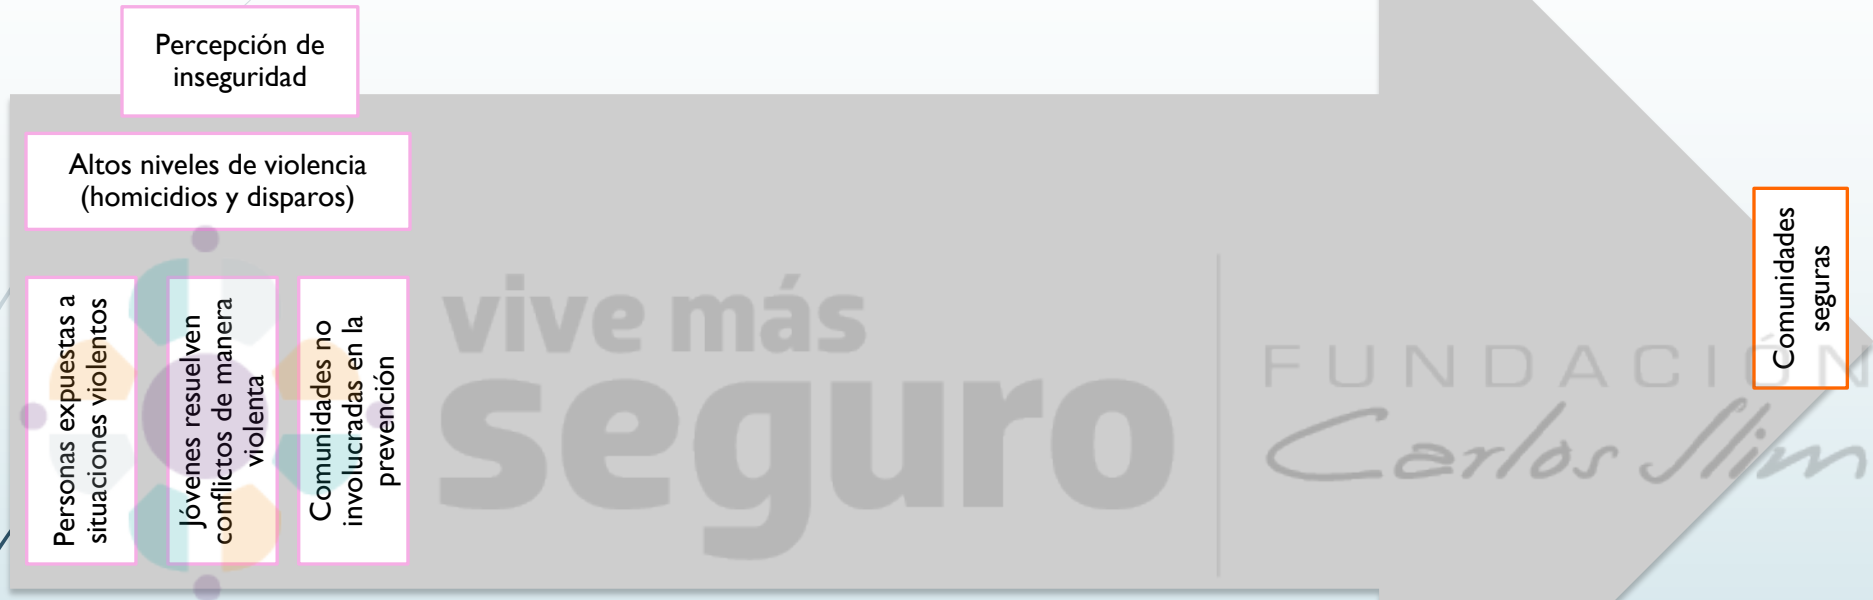 Percepción de
inseguridad
Altos niveles de violencia
(homicidios y disparos)
Personas expuestas a
situaciones violentos
Jóvenes resuelven
conflictos de manera
violenta
Comunidades no
involucradas en la
prevención
vive más
seguro
FUNDACIÓN
Carlos Slim
Comunidades
seguras